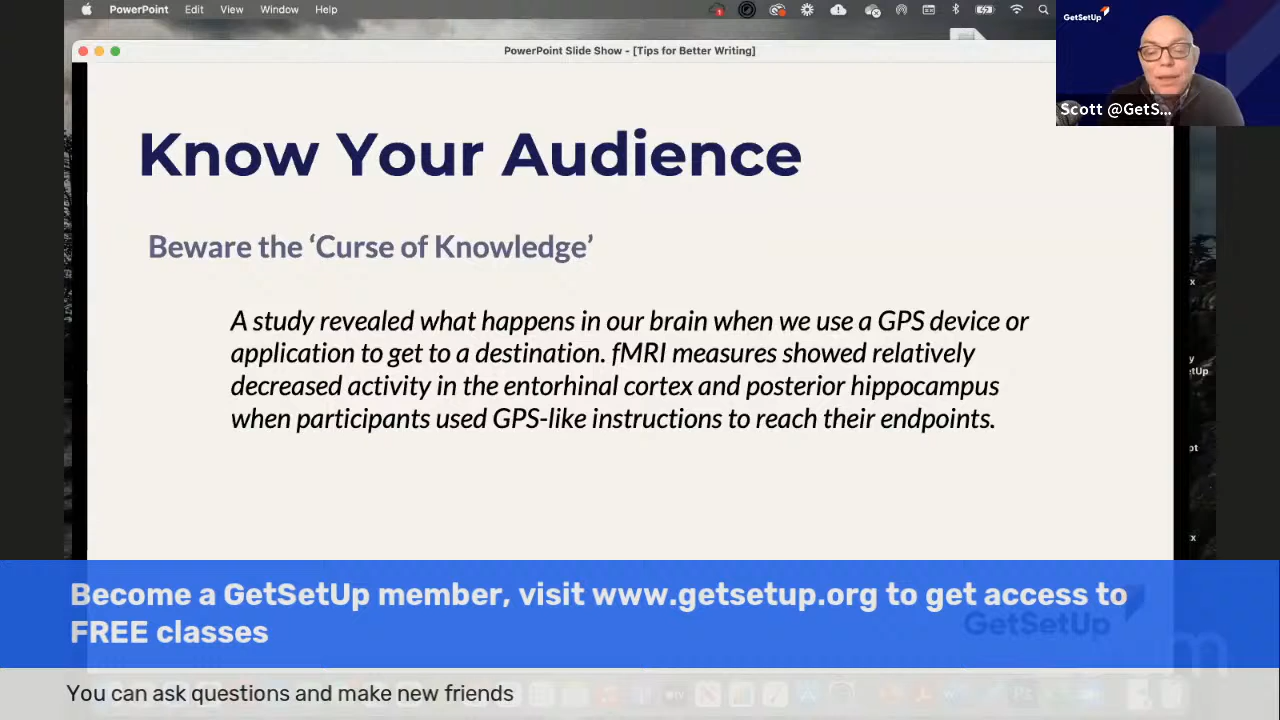 PowerPoint Edit View Window Help
PowerPoint Slide Show - [Tips for Better Writing]
GetSetUp
Scott @GetS...
Know Your Audience
Beware the ‘Curse of Knowledge’
A study revealed what happens in our brain when we use a GPS device or
application to get to a destination. fMRI measures showed relatively
decreased activity in the entorhinal cortex and posterior hippocampus
when participants used GPS-like instructions to reach their endpoints.
Become a GetSetUp member, visit www.getsetup.org to get access to
FREE classes
GetSetUp
You can ask questions and make new friends